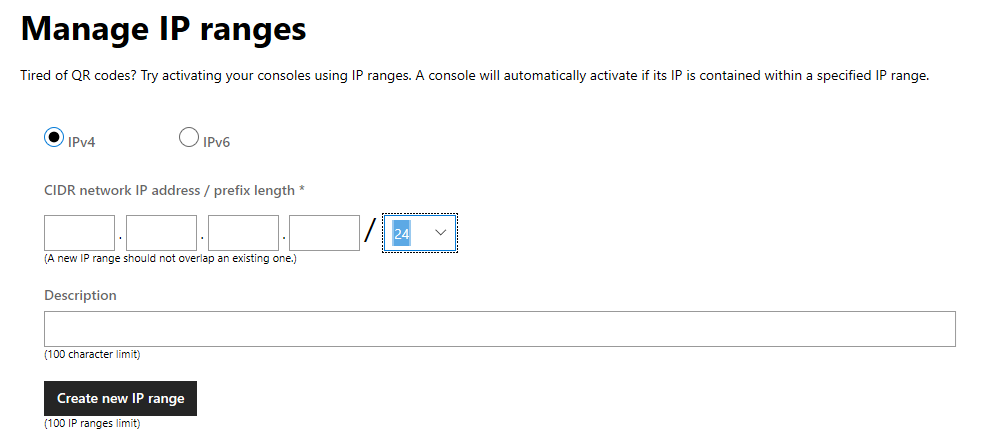 Manage IP ranges
Tired of QR codes? Try activating your consoles using IP ranges. A console will automatically activate if its IP is contained within a specified IP range.
IPv4 IPv6
CIDR network IP address / prefix length *
. . . / 24
(A new IP range should not overlap an existing one.)
Description
(100 character limit)
Create new IP range
(100 IP ranges limit)